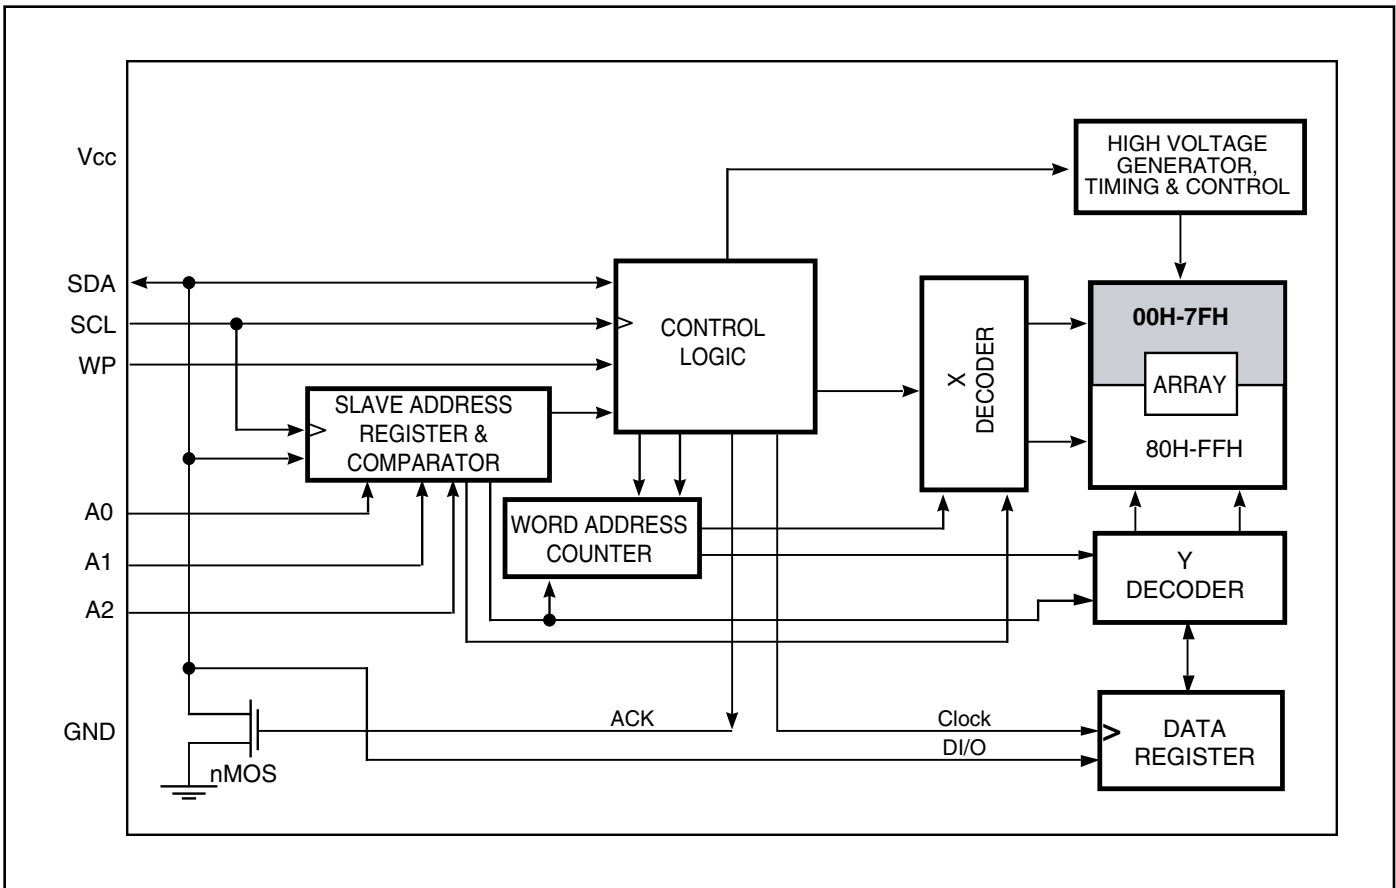 Vcc
HIGH VOLTAGE
GENERATOR,
TIMING & CONTROL
SDA
SCL
WP
CONTROL
LOGIC
X
DECODER
00H-7FH
ARRAY
80H-FFH
SLAVE ADDRESS
REGISTER &
COMPARATOR
A0
A1
A2
WORD ADDRESS
COUNTER
Y
DECODER
GND
nMOS
ACK
Clock
DI/O
DATA
REGISTER